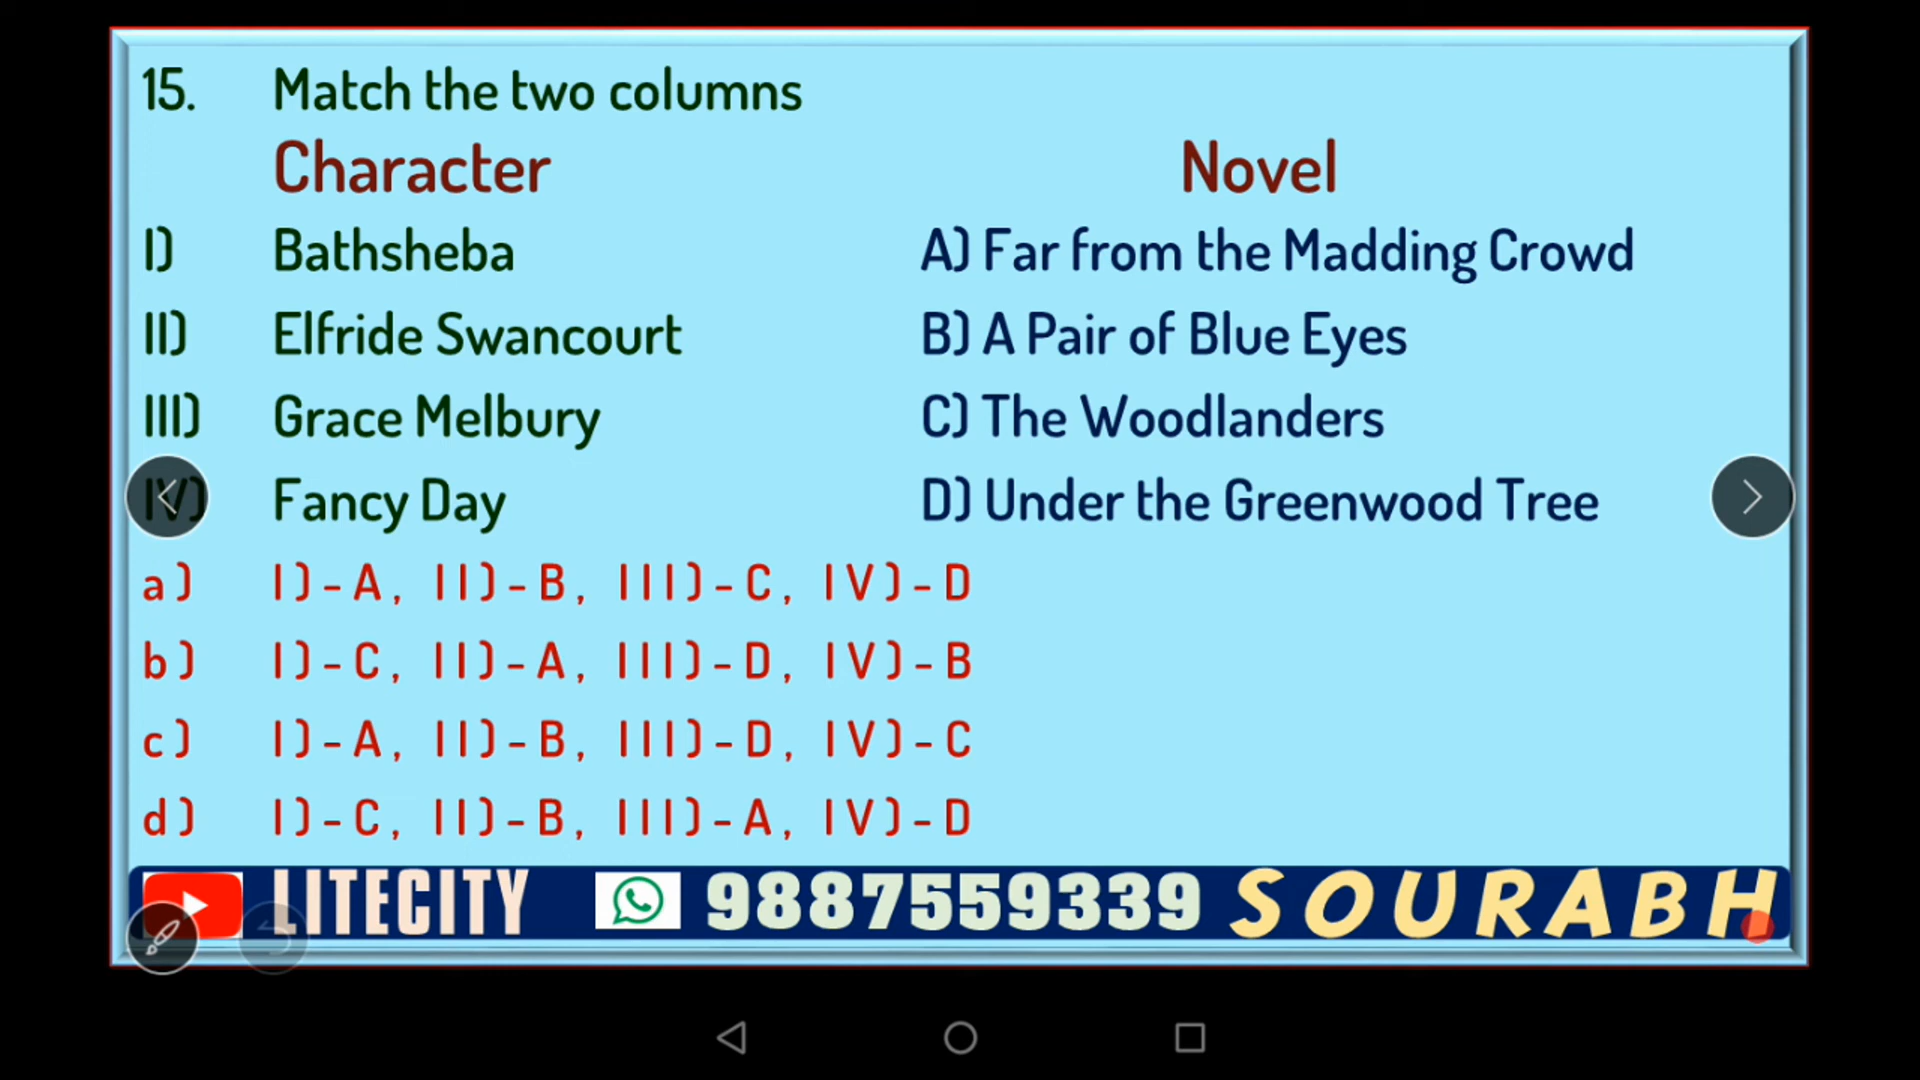 15. Match the two columns
Character Novel
I) Bathsheba A) Far from the Madding Crowd
II) Elfride Swancourt B) A Pair of Blue Eyes
III) Grace Melbury C) The Woodlanders
IV) Fancy Day D) Under the Greenwood Tree
a) I)-A, II)-B, III)-C, IV)-D
b) I)-C, II)-A, III)-D, IV)-B
c) I)-A, II)-B, III)-D, IV)-C
d) I)-C, II)-B, III)-A, IV)-D
LITECITY 9887559339 SOURABH